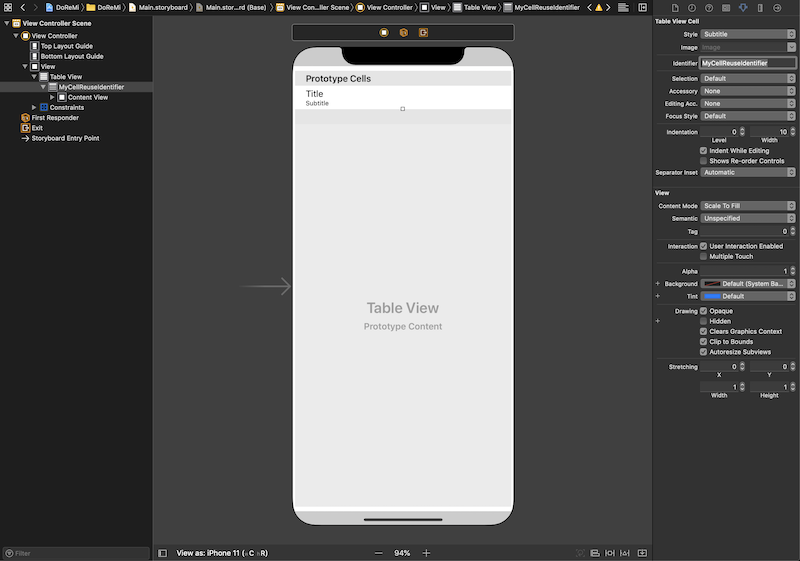 DoReMi DoReMi Main.storyboard Main.stor...rd (Base) View Con...ller Scene View Controller View Table View MyCellReuseIdentifier
View Controller Scene
View Controller
Top Layout Guide
Bottom Layout Guide
View
Table View
MyCellReuseIdentifier
Content View
Constraints
First Responder
Exit
Storyboard Entry Point
Filter
Prototype Cells
Title
Subtitle
Table View
Prototype Content
View as: iPhone 11 (wC hR)
94%
Table View Cell
Style Subtitle
Image Image
Identifier MyCellReuseIdentifier
Selection Default
Accessory None
Editing Acc. None
Focus Style Default
Indentation 0 10
Level Width
Indent While Editing
Shows Re-order Controls
Separator Inset Automatic
View
Content Mode Scale To Fill
Semantic Unspecified
Tag 0
Interaction User Interaction Enabled
Multiple Touch
Alpha 1
Background Default (System Ba...
Tint Default
Drawing Opaque
Hidden
Clears Graphics Context
Clip to Bounds
Autoresize Subviews
Stretching 0 0
X Y
1 1
Width Height